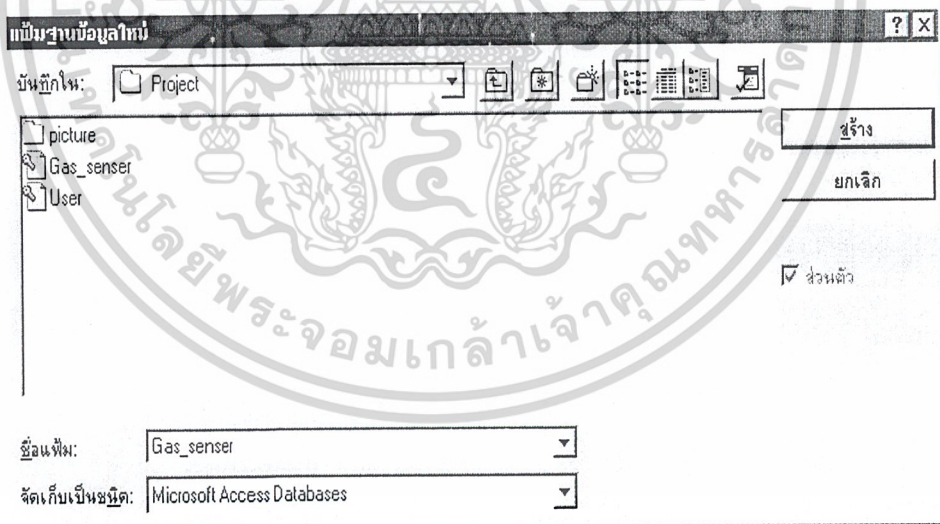 แฟ้มฐานข้อมูลใหม่
บันทึกใน: Project
picture
Gas_senser
User
สร้าง
ยกเลิก
ส่วนตัว
ชื่อแฟ้ม: Gas_senser
จัดเก็บเป็นชนิด: Microsoft Access Databases